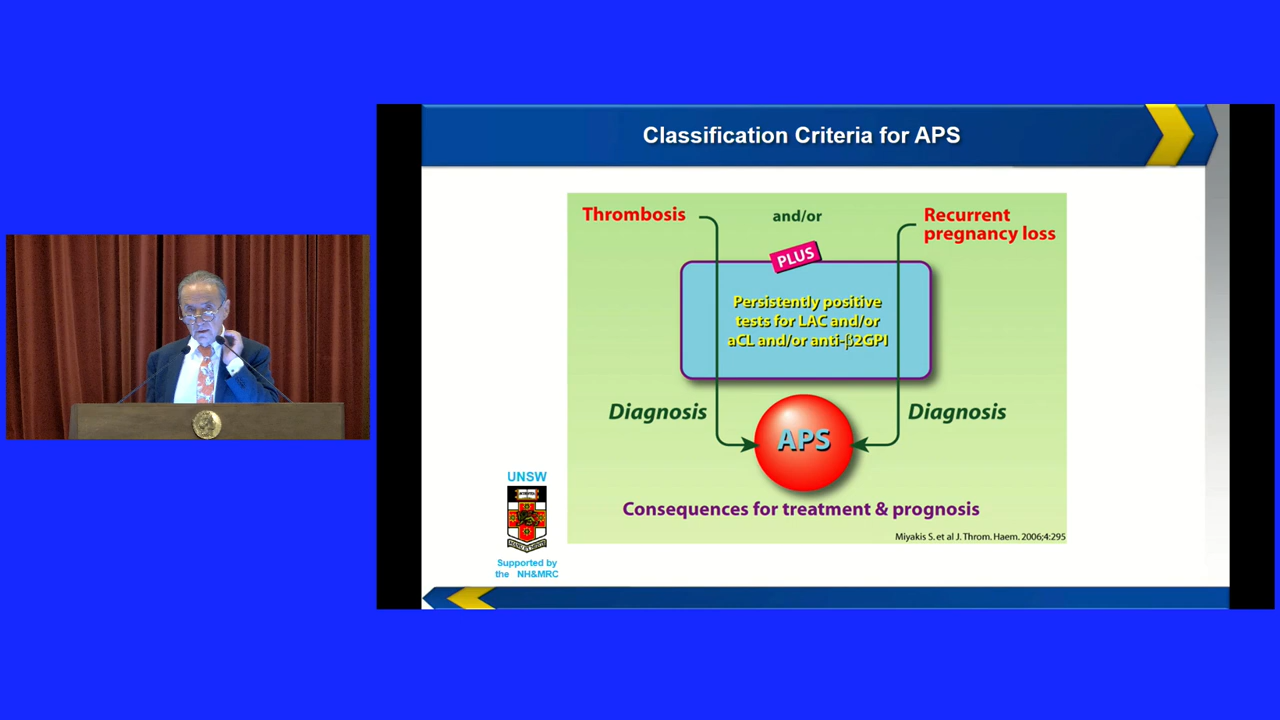 Classification Criteria for APS
Thrombosis
and/or
Recurrent
pregnancy loss
PLUS
Persistently positive
tests for LAC and/or
aCL and/or anti-β2GPI
Diagnosis
Diagnosis
APS
Consequences for treatment & prognosis
Miyakis S. et al J. Throm. Haem. 2006;4:295
UNSW
Supported by
the NH&MRC